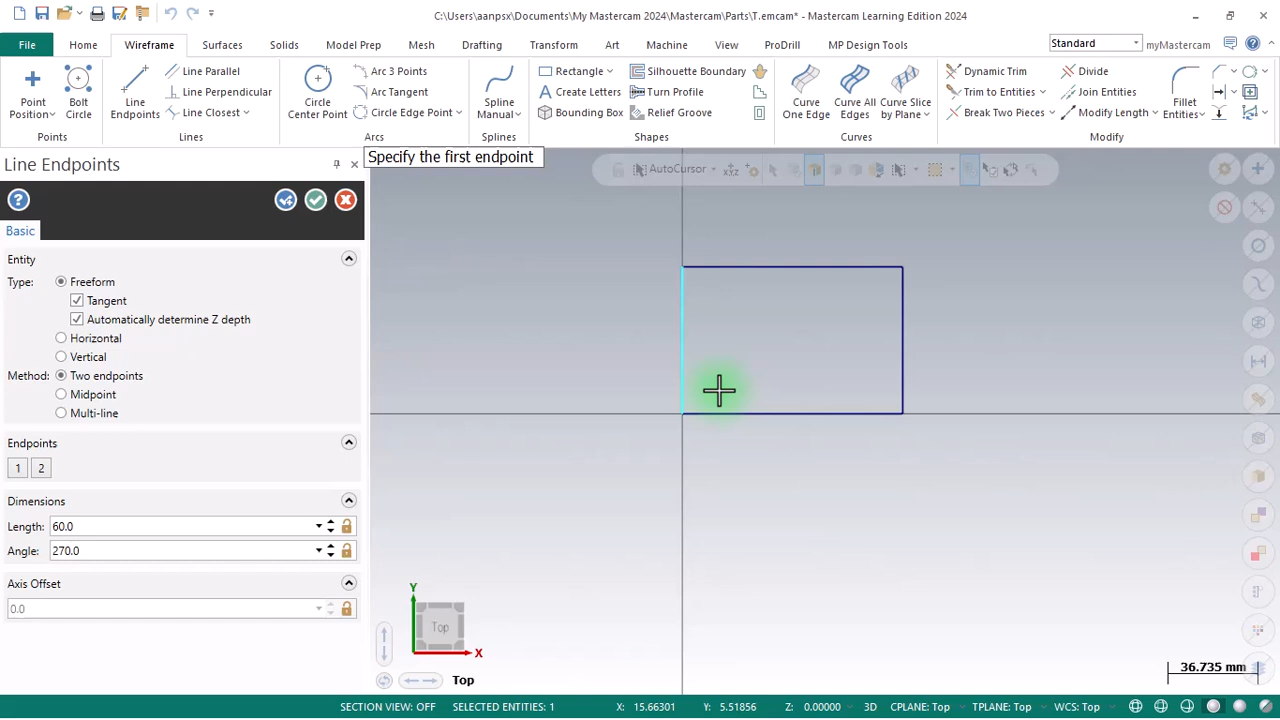 C:\Users\aanpsx\Documents\My Mastercam 2024\Mastercam\Parts\T.emcam* - Mastercam Learning Edition 2024
File Home Wireframe Surfaces Solids Model Prep Mesh Drafting Transform Art Machine View ProDrill MP Design Tools Standard myMastercam
Point Position
Bolt Circle
Points
Line Endpoints
Line Parallel
Line Perpendicular
Line Closest
Lines
Circle Center Point
Arc 3 Points
Arc Tangent
Circle Edge Point
Arcs
Spline Manual
Splines
Rectangle
Create Letters
Bounding Box
Silhouette Boundary
Turn Profile
Relief Groove
Shapes
Curve One Edge
Curve All Edges
Curve Slice by Plane
Curves
Dynamic Trim
Trim to Entities
Break Two Pieces
Divide
Join Entities
Modify Length
Fillet Entities
Modify
Line Endpoints
Specify the first endpoint
AutoCursor
Basic
Entity
Type: Freeform
Tangent
Automatically determine Z depth
Horizontal
Vertical
Method: Two endpoints
Midpoint
Multi-line
Endpoints
1 2
Dimensions
Length: 60.0
Angle: 270.0
Axis Offset
0.0
Y
Top
X
Top
36.735 mm
SECTION VIEW: OFF SELECTED ENTITIES: 1 X: 15.66301 Y: 5.51856 Z: 0.00000 3D CPLANE: Top TPLANE: Top WCS: Top